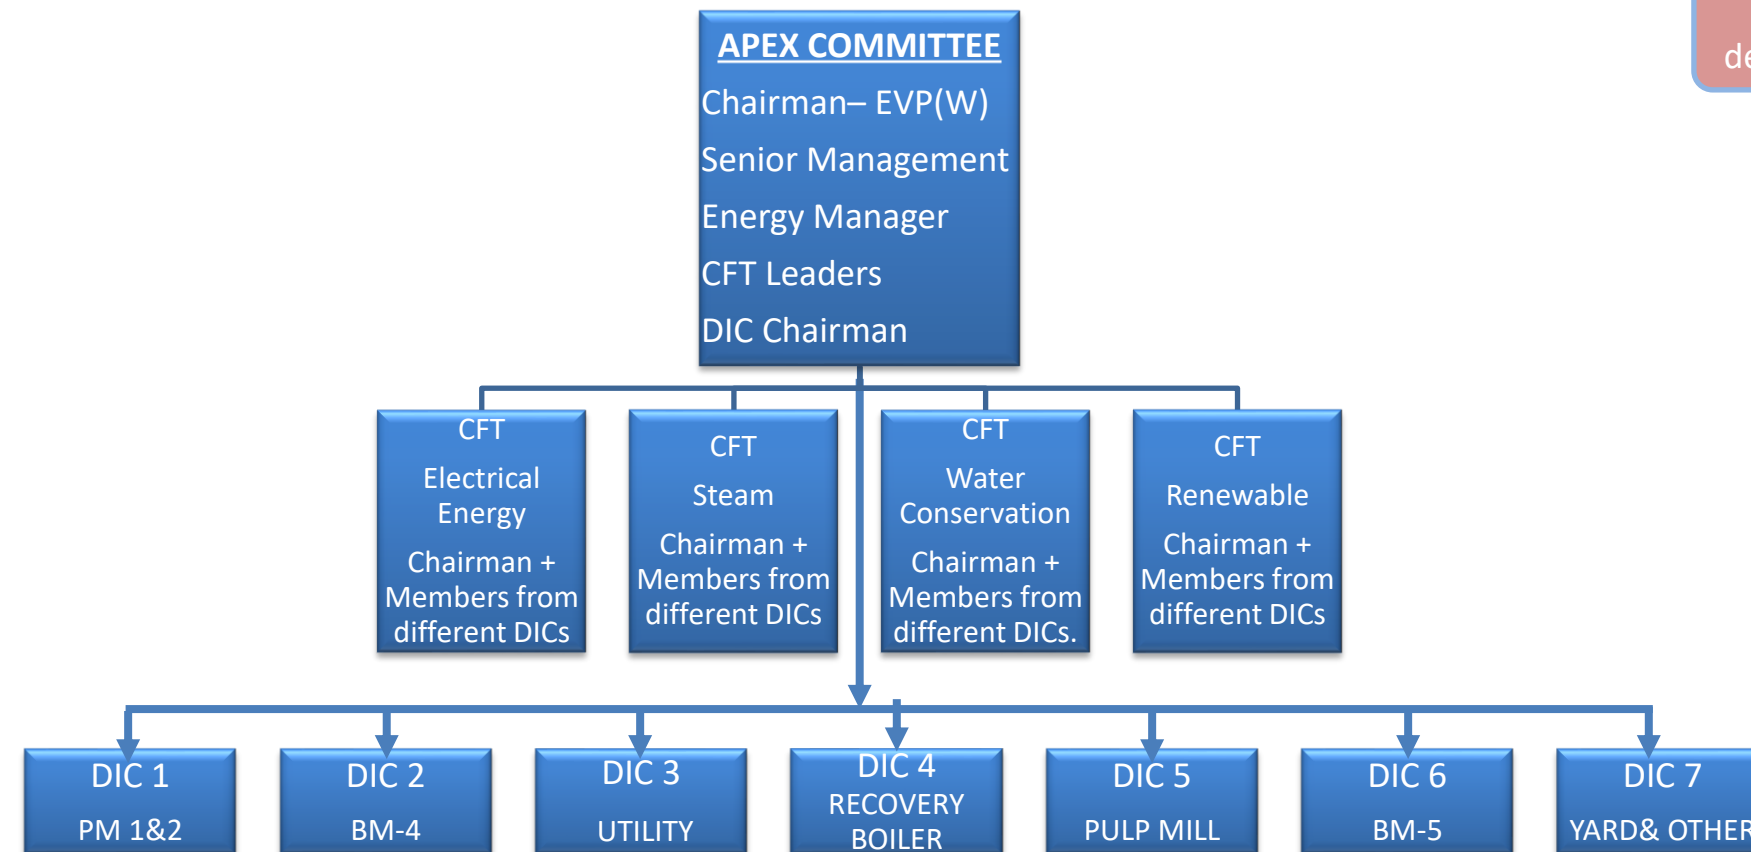 APEX COMMITTEE
Chairman– EVP(W)
Senior Management
Energy Manager
CFT Leaders
DIC Chairman
CFT
Electrical
Energy
Chairman +
Members from
different DICs
CFT
Steam
Chairman +
Members from
different DICs
CFT
Water
Conservation
Chairman +
Members from
different DICs.
CFT
Renewable
Chairman +
Members from
different DICs
DIC 1
PM 1&2
DIC 2
BM-4
DIC 3
UTILITY
DIC 4
RECOVERY
BOILER
DIC 5
PULP MILL
DIC 6
BM-5
DIC 7
YARD& OTHER